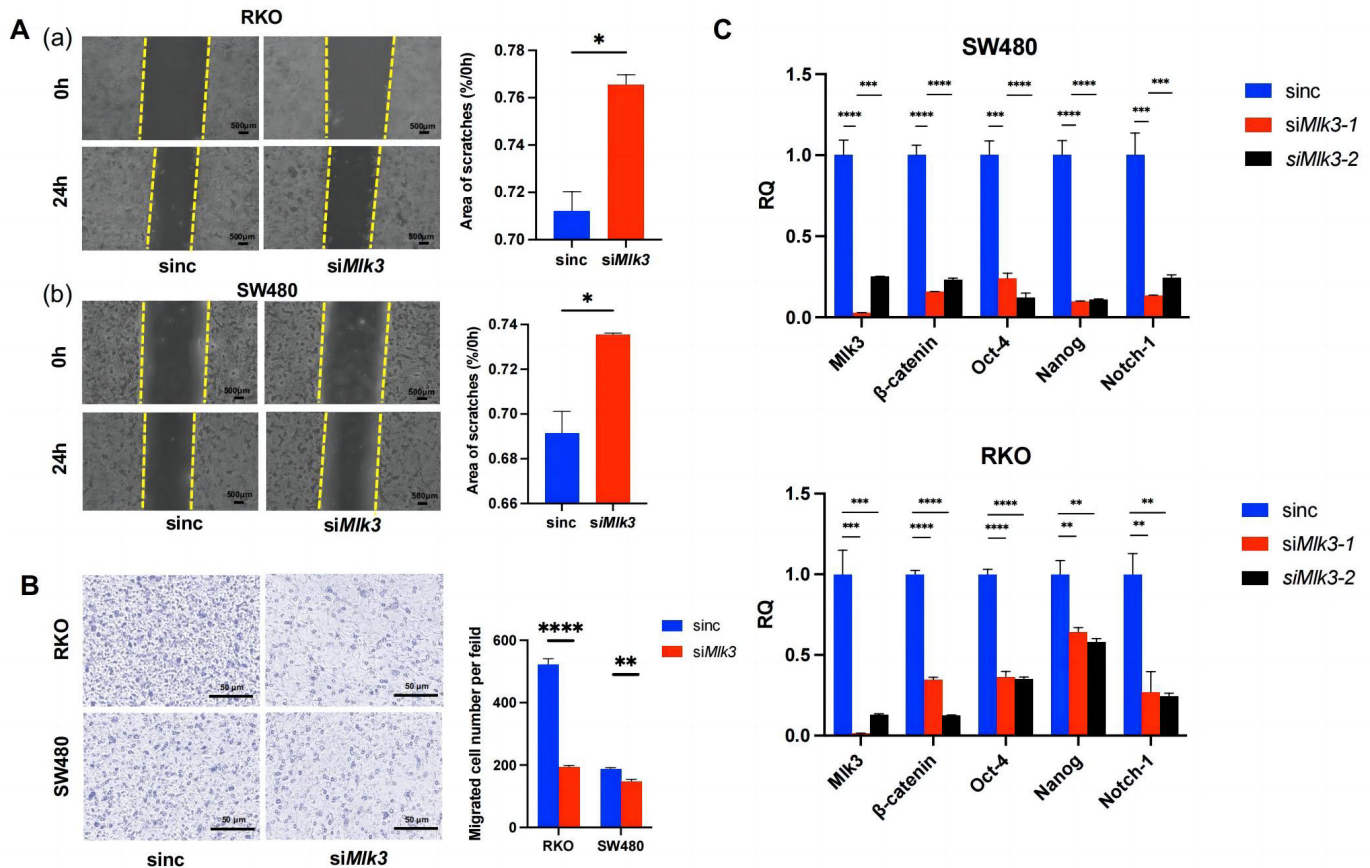 A
(a)
RKO
0h
500μm
500μm
24h
500μm
500μm
sinc
siMlk3
Area of scratches (%/0h)
0.78
0.76
0.74
0.72
0.70
*
sinc
siMlk3
(b)
SW480
0h
500μm
500μm
24h
500μm
500μm
sinc
siMlk3
Area of scratches (%/0h)
0.74
0.72
0.70
0.68
0.66
*
sinc
siMlk3
B
RKO
50 μm
50 μm
SW480
50 μm
50 μm
sinc
siMlk3
Migrated cell number per feild
600
400
200
0
****
**
RKO
SW480
sinc
siMlk3
C
SW480
RQ
1.5
1.0
0.5
0.0
*** **** **** **** ***
**** **** *** **** ***
Mlk3
β-catenin
Oct-4
Nanog
Notch-1
sinc
siMlk3-1
siMlk3-2
RKO
RQ
1.5
1.0
0.5
0.0
*** **** **** ** **
*** **** **** ** **
Mlk3
β-catenin
Oct-4
Nanog
Notch-1
sinc
siMlk3-1
siMlk3-2